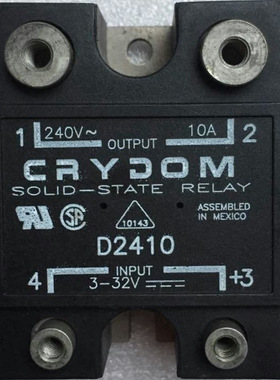 1 240V~ OUTPUT 10A 2
CRYDOM
SOLID-STATE RELAY
ASSEMBLED
IN MEXICO
10143
D2410
4 INPUT +3
3-32V